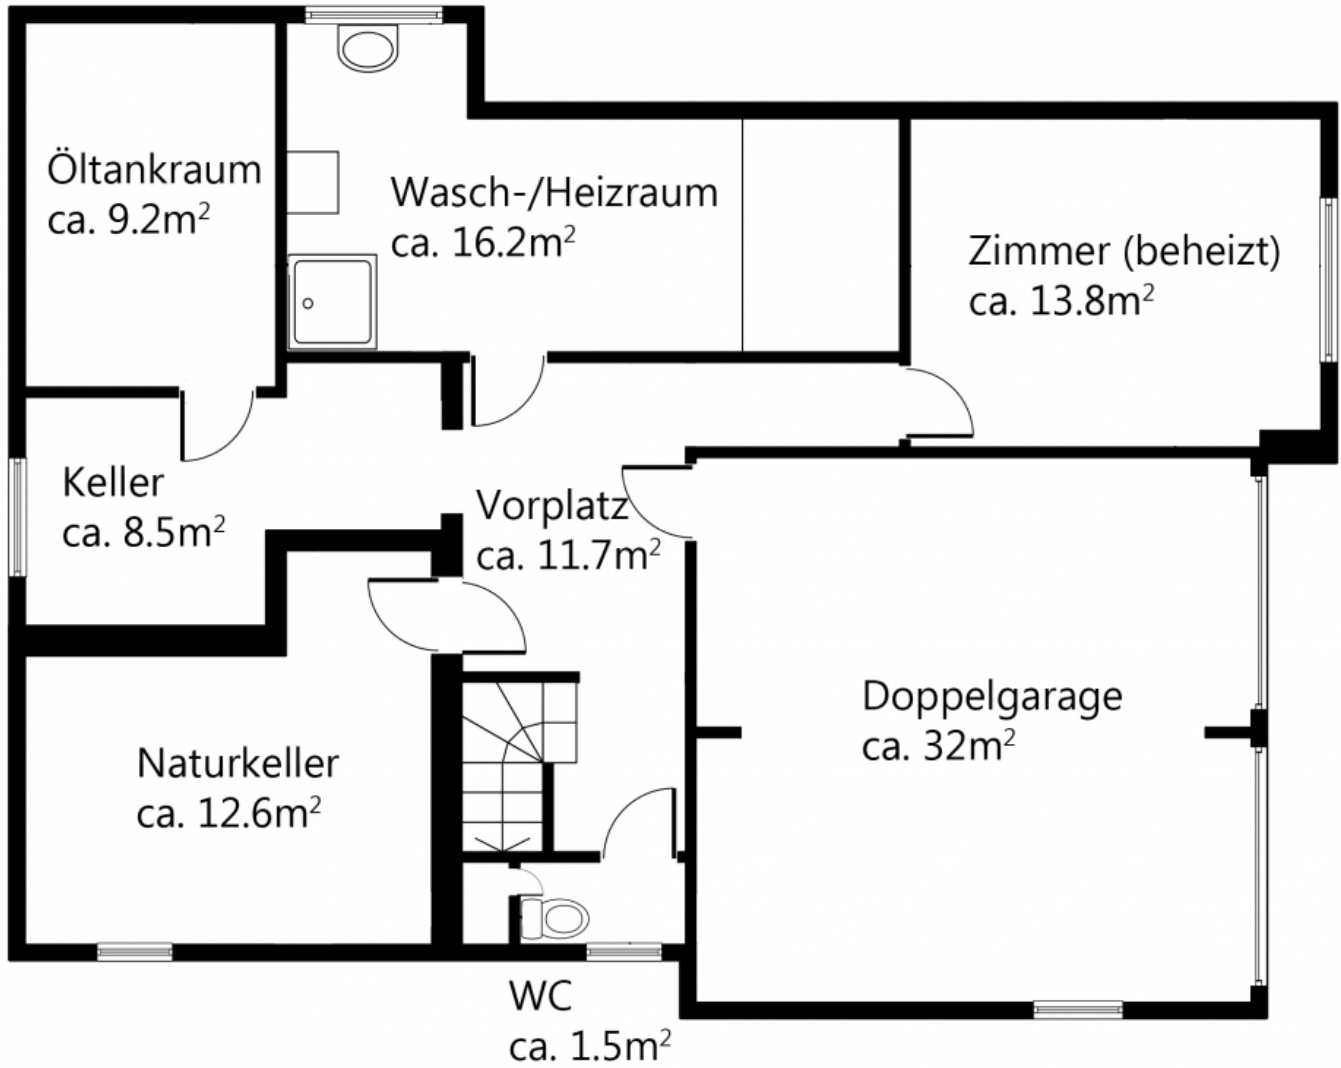 Öltankraum
ca. 9.2m²
Wasch-/Heizraum
ca. 16.2m²
Zimmer (beheizt)
ca. 13.8m²
Keller
ca. 8.5m²
Vorplatz
ca. 11.7m²
Doppelgarage
ca. 32m²
Naturkeller
ca. 12.6m²
WC
ca. 1.5m²